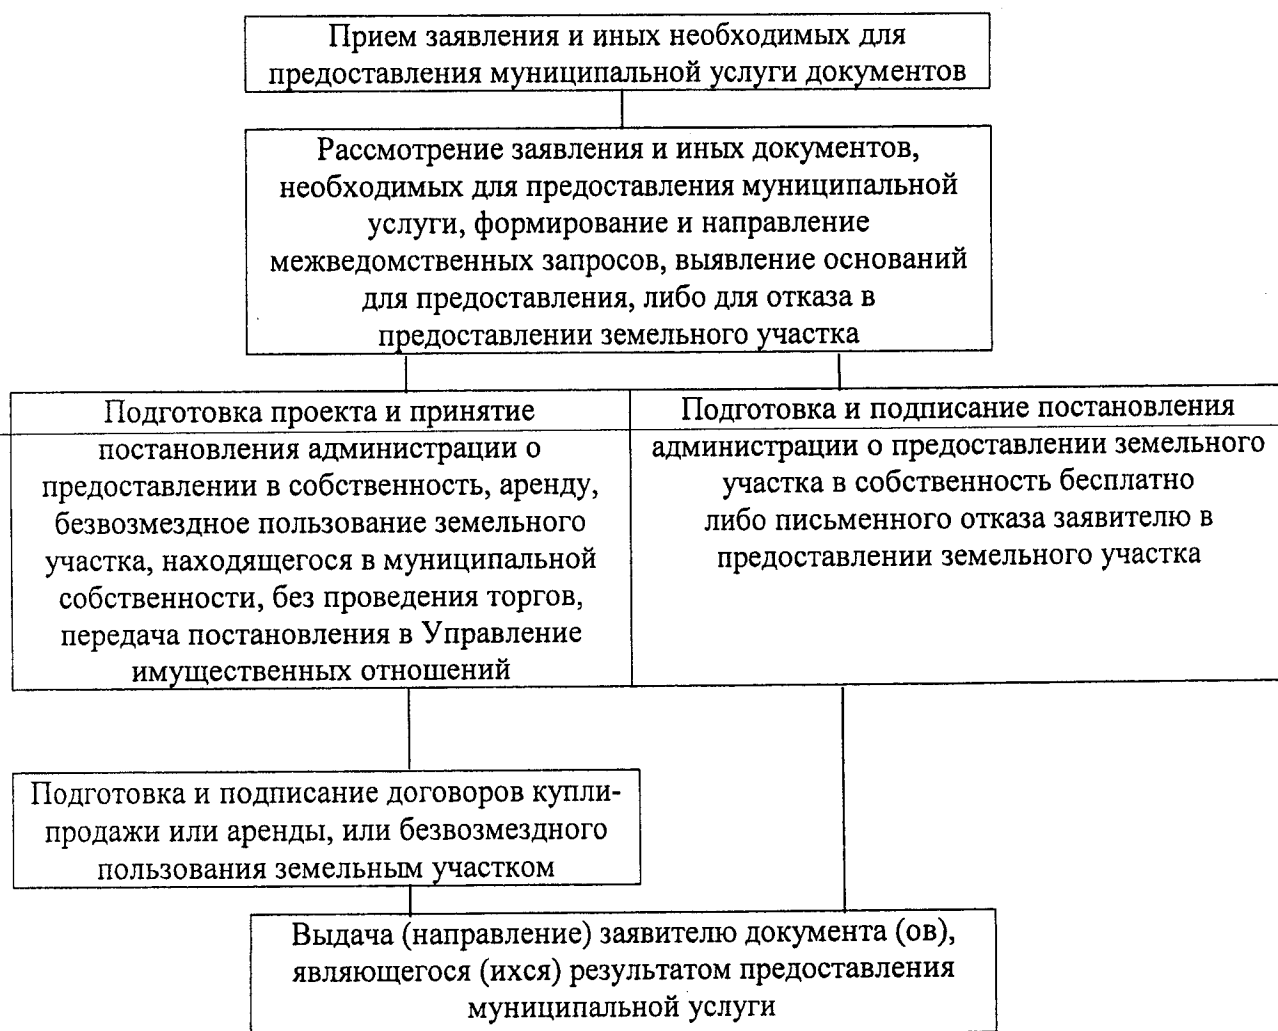 Прием заявления и иных необходимых для
предоставления муниципальной услуги документов
Рассмотрение заявления и иных документов,
необходимых для предоставления муниципальной
услуги, формирование и направление
межведомственных запросов, выявление оснований
для предоставления, либо для отказа в
предоставлении земельного участка
Подготовка проекта и принятие
постановления администрации о
предоставлении в собственность, аренду,
безвозмездное пользование земельного
участка, находящегося в муниципальной
собственности, без проведения торгов,
передача постановления в Управление
имущественных отношений
Подготовка и подписание постановления
администрации о предоставлении земельного
участка в собственность бесплатно
либо письменного отказа заявителю в
предоставлении земельного участка
Подготовка и подписание договоров купли-
продажи или аренды, или безвозмездного
пользования земельным участком
Выдача (направление) заявителю документа (ов),
являющегося (ихся) результатом предоставления
муниципальной услуги